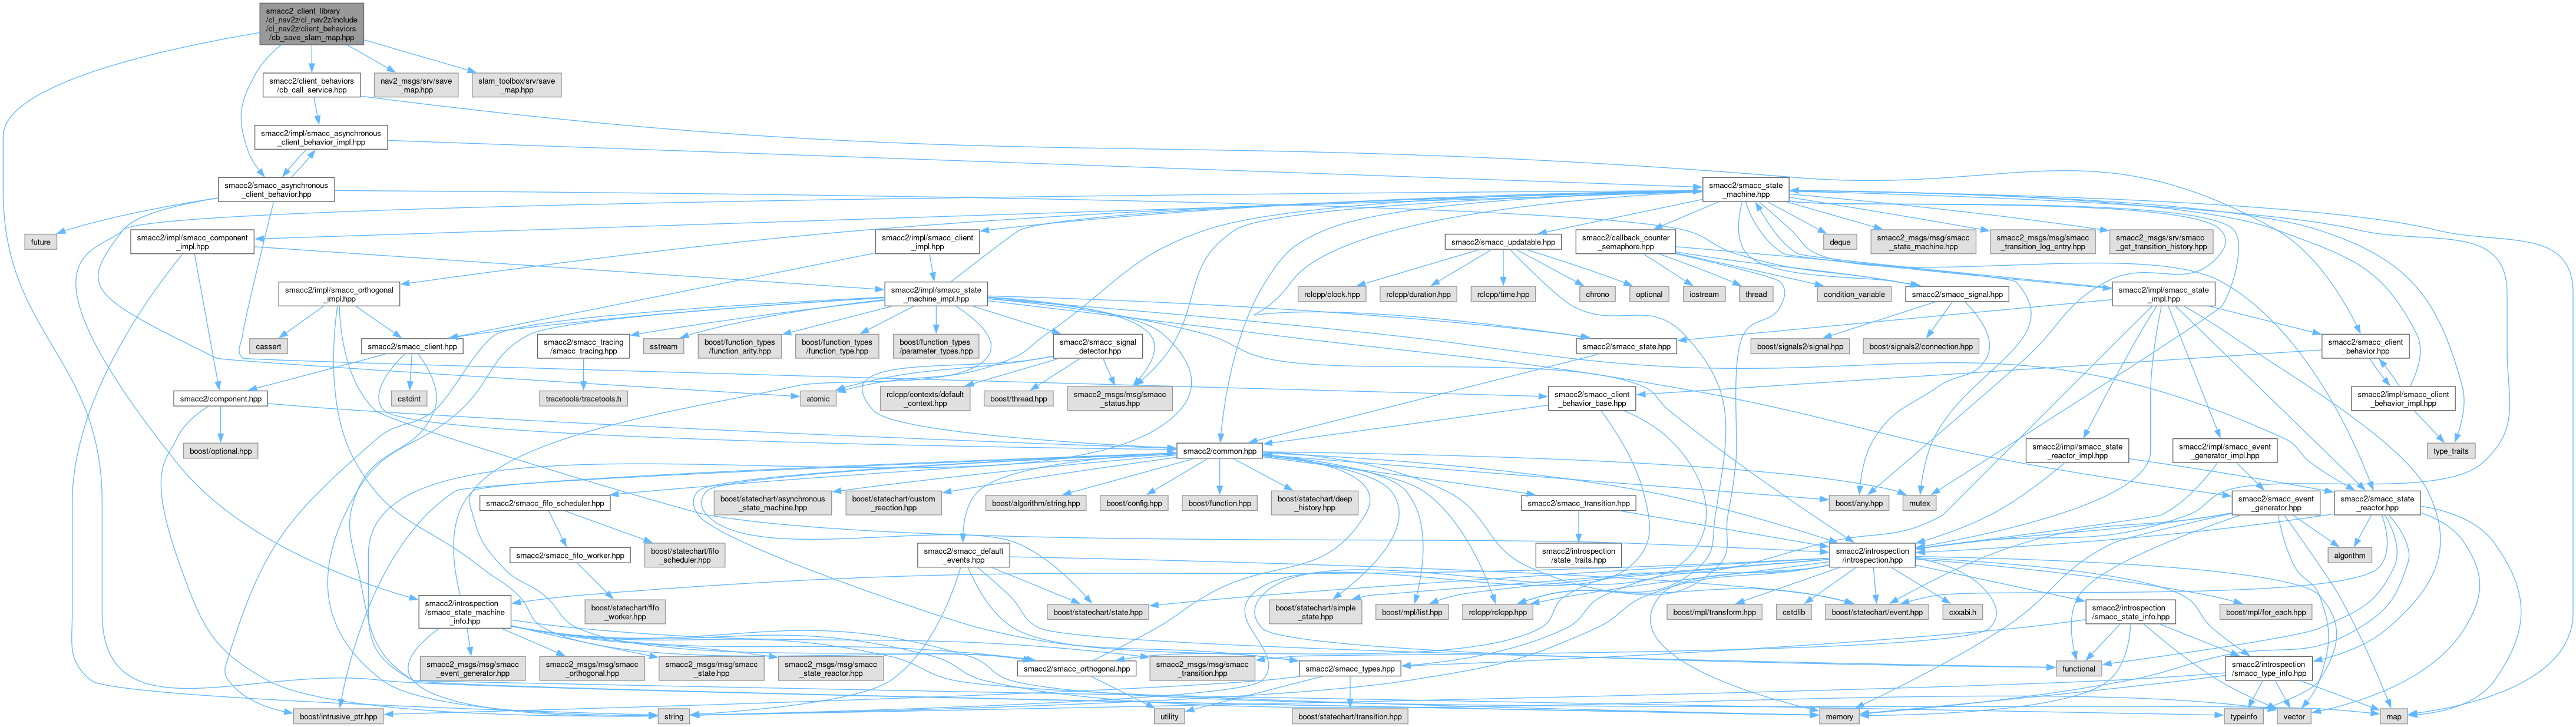 smacc2_client_library
/cl_nav2z/cl_nav2z/include
/cl_nav2z/client_behaviors
/cb_save_slam_map.hpp
smacc2/client_behaviors
/cb_call_service.hpp
nav2_msgs/srv/save
_map.hpp
slam_toolbox/srv/save
_map.hpp
smacc2/impl/smacc_asynchronous
_client_behavior_impl.hpp
smacc2/smacc_asynchronous
_client_behavior.hpp
smacc2/smacc_state
_machine.hpp
future
smacc2/impl/smacc_component
_impl.hpp
smacc2/impl/smacc_client
_impl.hpp
smacc2/smacc_updatable.hpp
smacc2/callback_counter
_semaphore.hpp
deque
smacc2_msgs/msg/smacc
_state_machine.hpp
smacc2_msgs/msg/smacc
_transition_log_entry.hpp
smacc2_msgs/srv/smacc
_get_transition_history.hpp
smacc2/impl/smacc_orthogonal
_impl.hpp
smacc2/impl/smacc_state
_machine_impl.hpp
rclcpp/clock.hpp
rclcpp/duration.hpp
rclcpp/time.hpp
chrono
optional
iostream
thread
condition_variable
smacc2/smacc_signal.hpp
smacc2/impl/smacc_state
_impl.hpp
cassert
smacc2/smacc_client.hpp
smacc2/smacc_tracing
/smacc_tracing.hpp
sstream
boost/function_types
/function_arity.hpp
boost/function_types
/function_type.hpp
boost/function_types
/parameter_types.hpp
smacc2/smacc_signal
_detector.hpp
smacc2/smacc_state.hpp
boost/signals2/signal.hpp
boost/signals2/connection.hpp
smacc2/smacc_client
_behavior.hpp
smacc2/component.hpp
cstdint
tracetools/tracetools.h
atomic
rclcpp/contexts/default
_context.hpp
boost/thread.hpp
smacc2_msgs/msg/smacc
_status.hpp
smacc2/smacc_client
_behavior_base.hpp
smacc2/impl/smacc_client
_behavior_impl.hpp
boost/optional.hpp
smacc2/common.hpp
smacc2/impl/smacc_state
_reactor_impl.hpp
smacc2/impl/smacc_event
_generator_impl.hpp
type_traits
smacc2/smacc_fifo_scheduler.hpp
boost/statechart/asynchronous
_state_machine.hpp
boost/statechart/custom
_reaction.hpp
boost/algorithm/string.hpp
boost/config.hpp
boost/function.hpp
boost/statechart/deep
_history.hpp
smacc2/smacc_transition.hpp
boost/any.hpp
mutex
smacc2/smacc_event
_generator.hpp
smacc2/smacc_state
_reactor.hpp
smacc2/smacc_fifo_worker.hpp
boost/statechart/fifo
_scheduler.hpp
smacc2/smacc_default
_events.hpp
smacc2/introspection
/state_traits.hpp
smacc2/introspection
/introspection.hpp
algorithm
smacc2/introspection
/smacc_state_machine
_info.hpp
boost/statechart/fifo
_worker.hpp
boost/statechart/state.hpp
boost/statechart/simple
_state.hpp
boost/mpl/list.hpp
rclcpp/rclcpp.hpp
boost/mpl/transform.hpp
cstdlib
boost/statechart/event.hpp
cxxabi.h
smacc2/introspection
/smacc_state_info.hpp
boost/mpl/for_each.hpp
smacc2_msgs/msg/smacc
_event_generator.hpp
smacc2_msgs/msg/smacc
_orthogonal.hpp
smacc2_msgs/msg/smacc
_state.hpp
smacc2_msgs/msg/smacc
_state_reactor.hpp
smacc2/smacc_orthogonal.hpp
smacc2_msgs/msg/smacc
_transition.hpp
smacc2/smacc_types.hpp
functional
smacc2/introspection
/smacc_type_info.hpp
boost/intrusive_ptr.hpp
string
utility
boost/statechart/transition.hpp
memory
typeinfo
vector
map